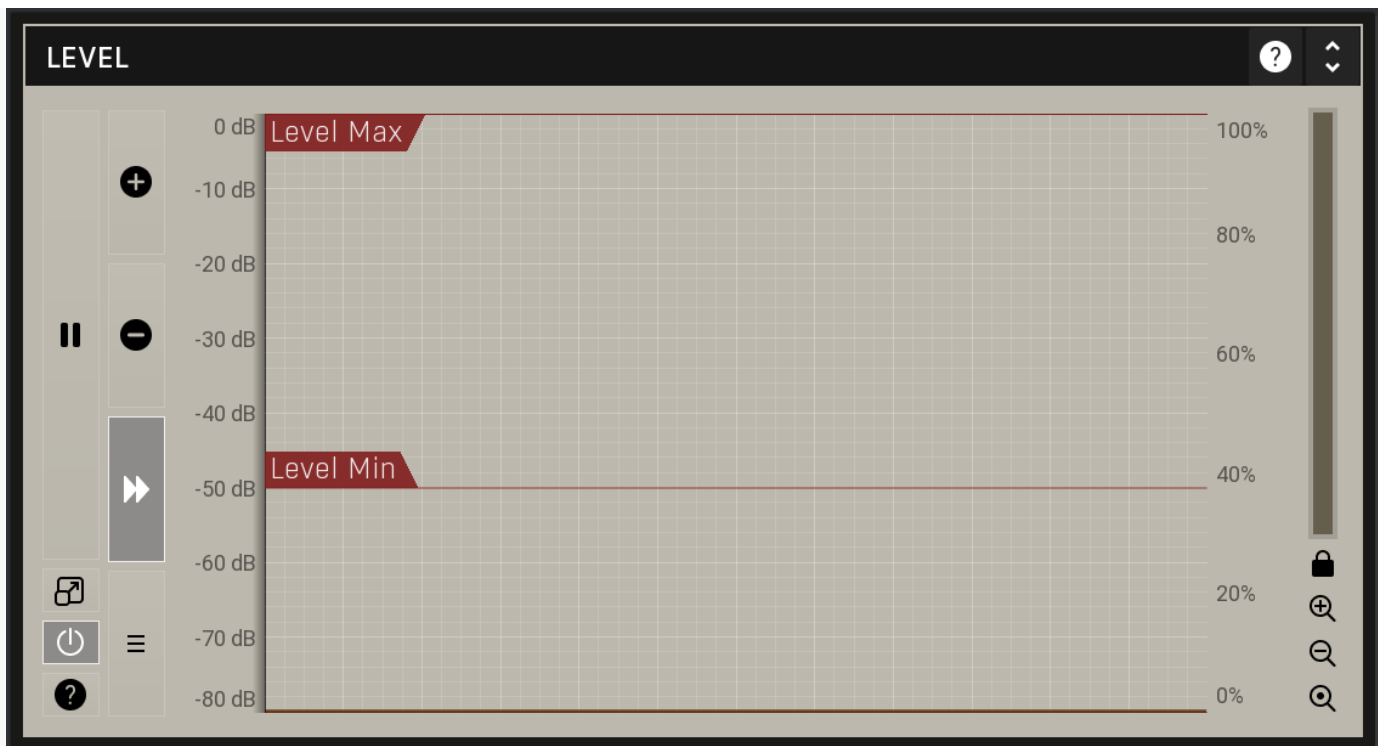 LEVEL
0 dB
Level Max
100%
-10 dB
80%
-20 dB
-30 dB
60%
-40 dB
Level Min
40%
-50 dB
-60 dB
20%
-70 dB
-80 dB
0%